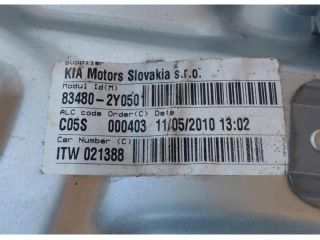 Supplier
KIA Motors Slovakia s.r.o.
Modul Id(M)
83480-2Y0501
ALC code Order(C) Date
C05S 000403 11/05/2010 13:02
Car Number (C)
ITW 021388